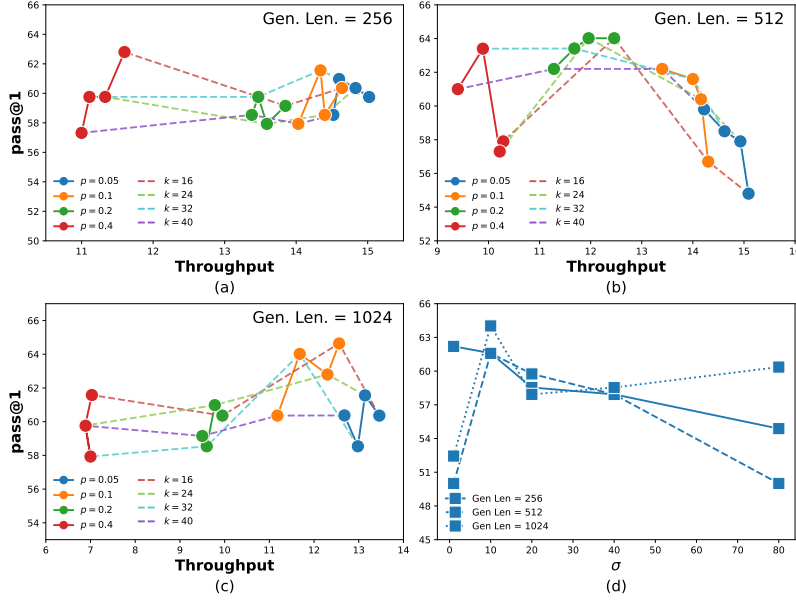 Gen. Len. = 256
pass@1
66
64
62
60
58
56
54
52
50
p = 0.05
p = 0.1
p = 0.2
p = 0.4
k = 16
k = 24
k = 32
k = 40
11 12 13 14 15
Throughput
(a)
Gen. Len. = 512
66
64
62
60
58
56
54
52
p = 0.05
p = 0.1
p = 0.2
p = 0.4
k = 16
k = 24
k = 32
k = 40
9 10 11 12 13 14 15 16
Throughput
(b)
Gen. Len. = 1024
pass@1
66
64
62
60
58
56
54
p = 0.05
p = 0.1
p = 0.2
p = 0.4
k = 16
k = 24
k = 32
k = 40
6 7 8 9 10 11 12 13 14
Throughput
(c)
66
63
60
57
54
51
48
45
Gen Len = 256
Gen Len = 512
Gen Len = 1024
0 10 20 30 40 50 60 70 80
σ
(d)